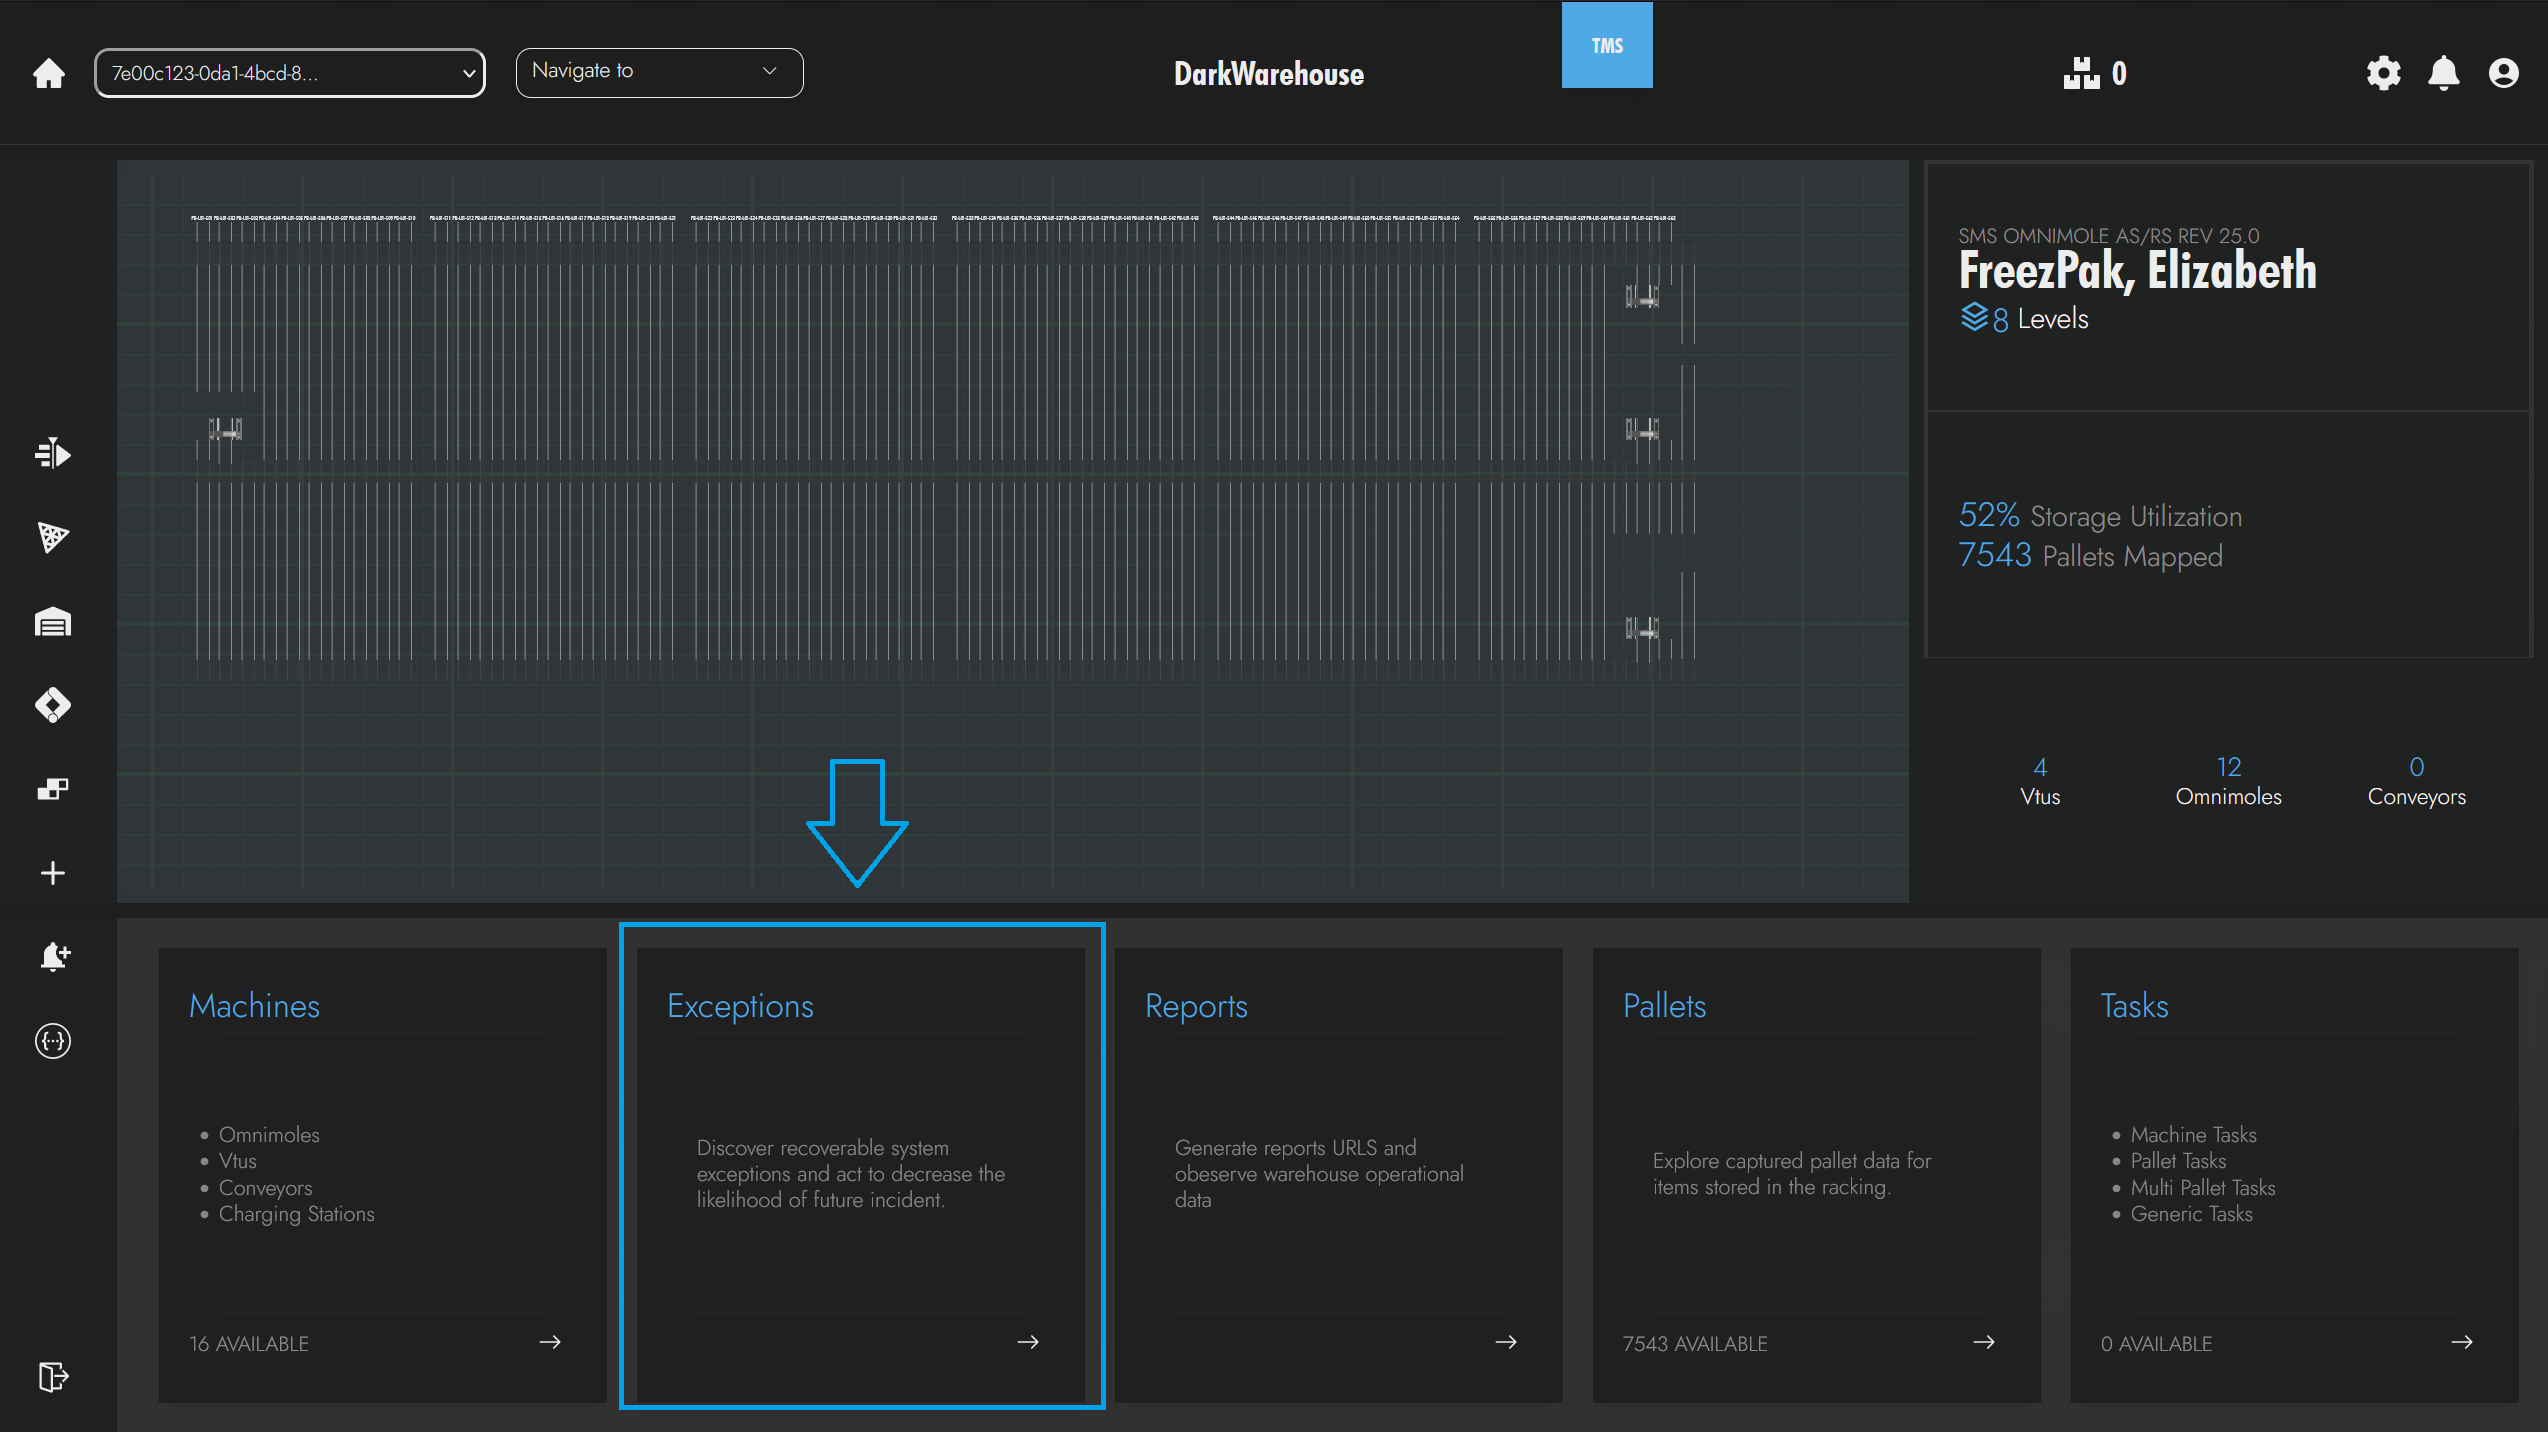 7e00c123-0da1-4bcd-8...
Navigate to
DarkWarehouse
TMS
0
SMS OMNIMOLE AS/RS REV 25.0
FreezPak, Elizabeth
8 Levels
52% Storage Utilization
7543 Pallets Mapped
4
Vtus
12
Omnimoles
0
Conveyors
Machines
Omnimoles
Vtus
Conveyors
Charging Stations
16 AVAILABLE
Exceptions
Discover recoverable system
exceptions and act to decrease the
likelihood of future incident.
Reports
Generate reports URLS and
obeserve warehouse operational
data
Pallets
Explore captured pallet data for
items stored in the racking.
7543 AVAILABLE
Tasks
Machine Tasks
Pallet Tasks
Multi Pallet Tasks
Generic Tasks
0 AVAILABLE